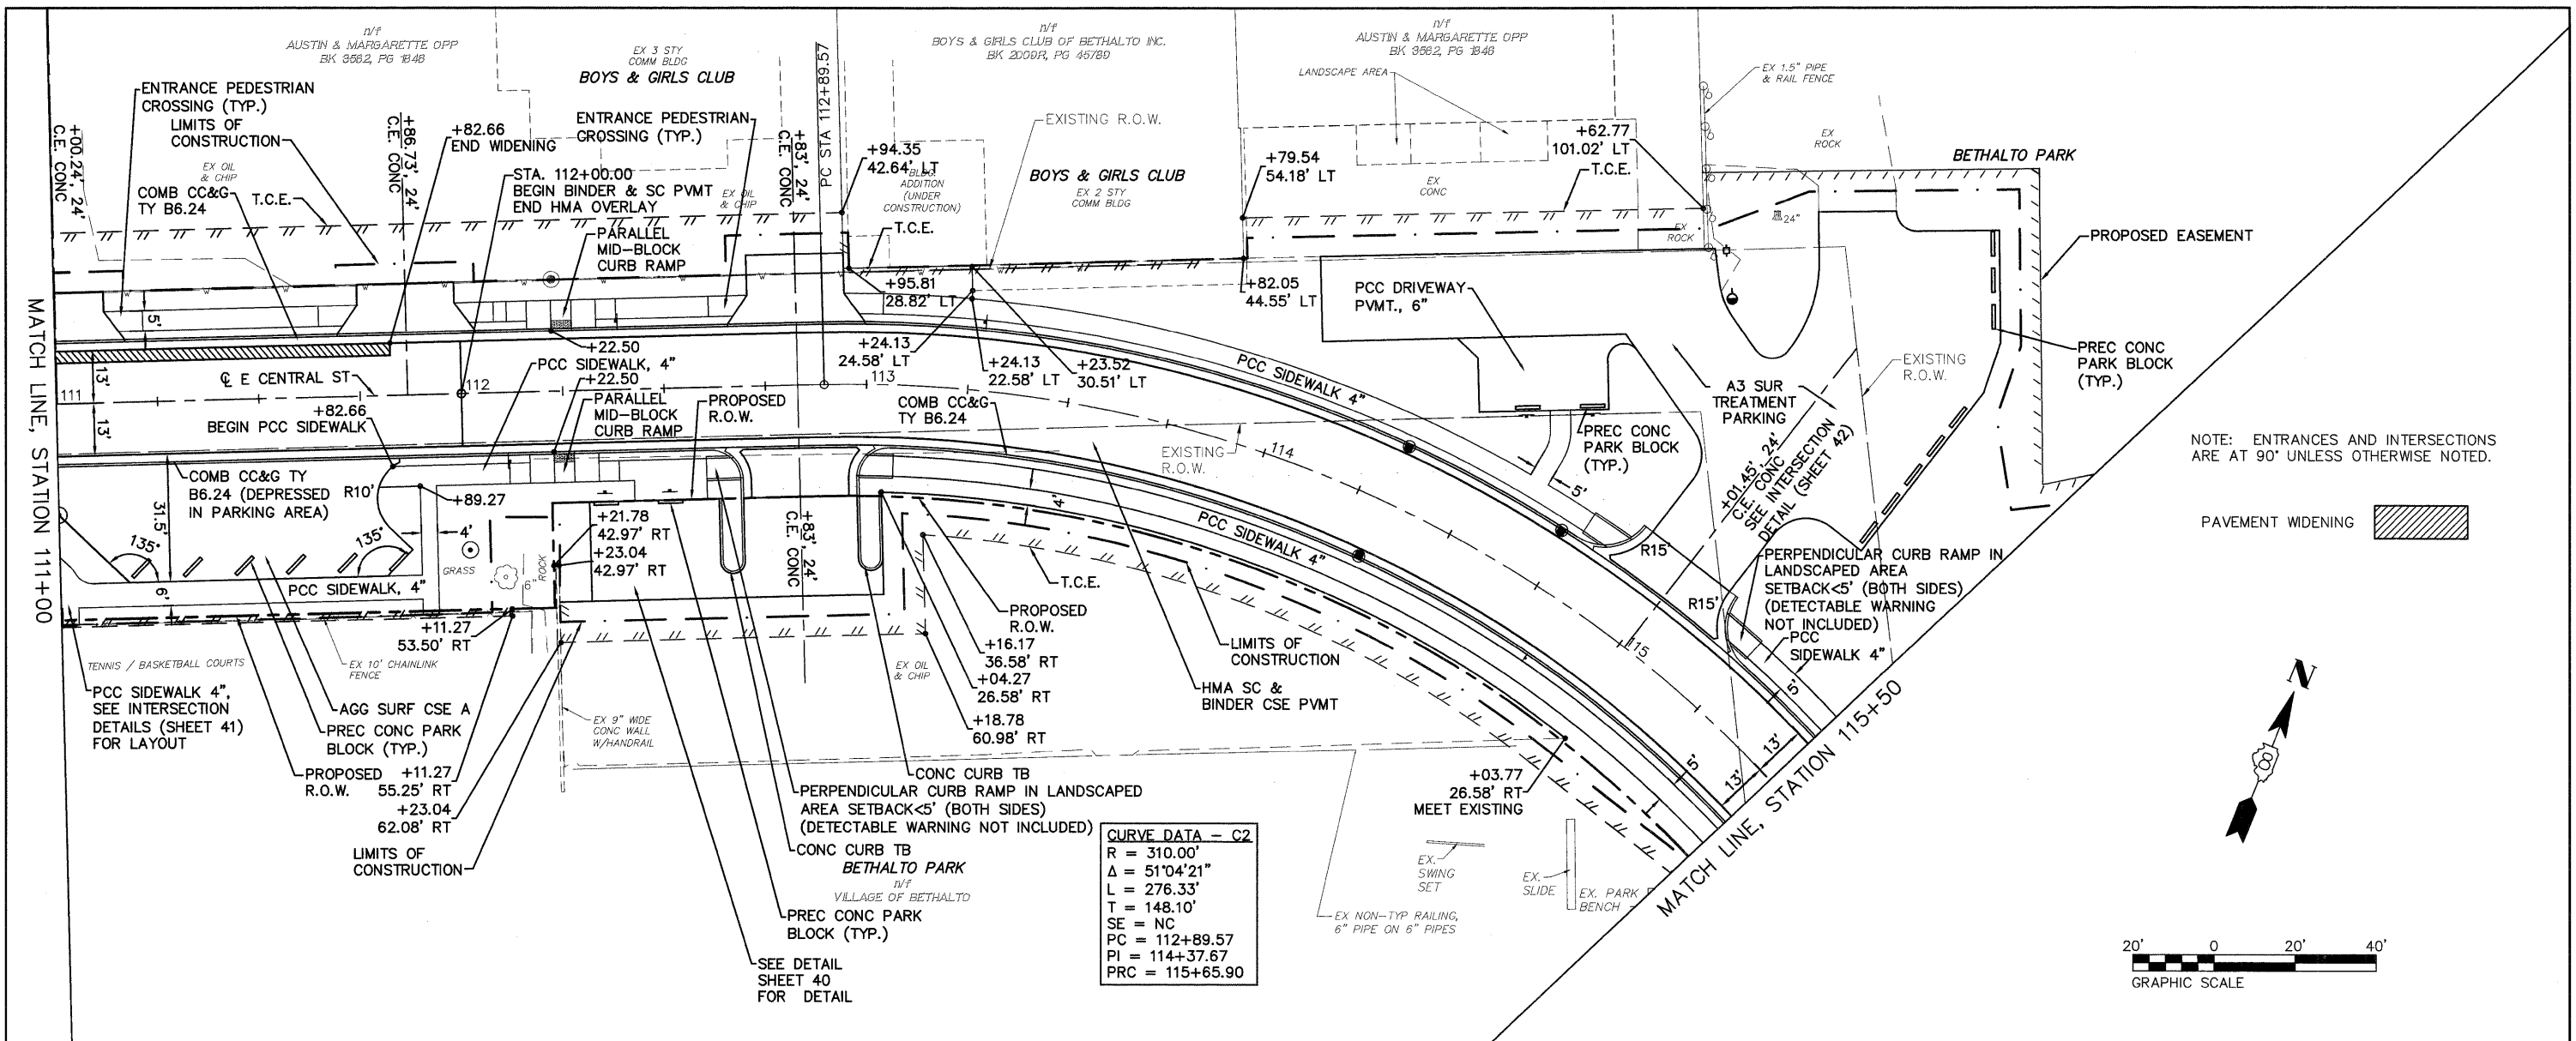 n/f
AUSTIN & MARGARETTE OPP
BK 3562, PG 1846
EX 3 STY
COMM BLDG
BOYS & GIRLS CLUB
n/f
BOYS & GIRLS CLUB OF BETHALTO INC.
BK 2009R, PG 45789
n/f
AUSTIN & MARGARETTE OPP
BK 3562, PG 1846
LANDSCAPE AREA
EX 1.5" PIPE
& RAIL FENCE
EX
ROCK
BETHALTO PARK
ENTRANCE PEDESTRIAN
CROSSING (TYP.)
LIMITS OF
CONSTRUCTION
+00.24', 24'
C.E. CONC
EX OIL
& CHIP
COMB CC&G
TY B6.24
T.C.E.
+86.73', 24'
C.E. CONC
+82.66
END WIDENING
ENTRANCE PEDESTRIAN
CROSSING (TYP.)
STA. 112+00.00
BEGIN BINDER & SC PVMT
END HMA OVERLAY
EX OIL
& CHIP
PARALLEL
MID-BLOCK
CURB RAMP
+83', 24'
C.E. CONC
PC STA 112+89.57
+94.35
42.64' LT
BLDG.
ADDITION
(UNDER
CONSTRUCTION)
T.C.E.
EXISTING R.O.W.
BOYS & GIRLS CLUB
EX 2 STY
COMM BLDG
+79.54
54.18' LT
EX
CONC
+62.77
101.02' LT
T.C.E.
EX
ROCK
24"
PROPOSED EASEMENT
PREC CONC
PARK BLOCK
(TYP.)
EXISTING
R.O.W.
+95.81
28.82' LT
+82.05
44.55' LT
PCC DRIVEWAY
PVMT., 6"
MATCH LINE, STATION 111+00
5'
13'
13'
111
℄ E CENTRAL ST
112
+22.50
PCC SIDEWALK, 4"
+22.50
PARALLEL
MID-BLOCK
CURB RAMP
PROPOSED
R.O.W.
+24.13
24.58' LT
113
+24.13
22.58' LT
+23.52
30.51' LT
COMB CC&G
TY B6.24
PCC SIDEWALK 4"
A3 SUR
TREATMENT
PARKING
PREC CONC
PARK BLOCK
(TYP.)
EXISTING
R.O.W.
114
5'
+01.45', 24'
C.E. CONC
SEE INTERSECTION
DETAIL (SHEET 42)
NOTE: ENTRANCES AND INTERSECTIONS
ARE AT 90° UNLESS OTHERWISE NOTED.
PAVEMENT WIDENING
+82.66
BEGIN PCC SIDEWALK
COMB CC&G TY
B6.24 (DEPRESSED
IN PARKING AREA)
R10'
+89.27
31.5'
135°
135°
4'
GRASS
6"
ROCK
PCC SIDEWALK, 4"
6'
+21.78
42.97' RT
+23.04
42.97' RT
+83', 24'
C.E. CONC
4'
PCC SIDEWALK 4"
T.C.E.
PROPOSED
R.O.W.
+16.17
36.58' RT
+04.27
26.58' RT
+18.78
60.98' RT
LIMITS OF
CONSTRUCTION
HMA SC &
BINDER CSE PVMT
R15'
R15'
115
PERPENDICULAR CURB RAMP IN
LANDSCAPED AREA
SETBACK<5' (BOTH SIDES)
(DETECTABLE WARNING
NOT INCLUDED)
PCC
SIDEWALK 4"
5'
13'
13'
5'
MATCH LINE, STATION 115+50
+11.27
53.50' RT
TENNIS / BASKETBALL COURTS
EX 10' CHAINLINK
FENCE
EX OIL
& CHIP
PCC SIDEWALK 4",
SEE INTERSECTION
DETAILS (SHEET 41)
FOR LAYOUT
AGG SURF CSE A
PREC CONC PARK
BLOCK (TYP.)
PROPOSED
R.O.W.
+11.27
55.25' RT
+23.04
62.08' RT
LIMITS OF
CONSTRUCTION
EX 9" WIDE
CONC WALL
W/HANDRAIL
CONC CURB TB
PERPENDICULAR CURB RAMP IN LANDSCAPED
AREA SETBACK<5' (BOTH SIDES)
(DETECTABLE WARNING NOT INCLUDED)
CONC CURB TB
BETHALTO PARK
n/f
VILLAGE OF BETHALTO
PREC CONC PARK
BLOCK (TYP.)
SEE DETAIL
SHEET 40
FOR DETAIL
CURVE DATA - C2
R = 310.00'
Δ = 51°04'21"
L = 276.33'
T = 148.10'
SE = NC
PC = 112+89.57
PI = 114+37.67
PRC = 115+65.90
+03.77
26.58' RT
MEET EXISTING
EX.
SWING
SET
EX.
SLIDE
EX. PARK
BENCH
EX NON-TYP RAILING,
6" PIPE ON 6" PIPES
N
20' 0 20' 40'
GRAPHIC SCALE